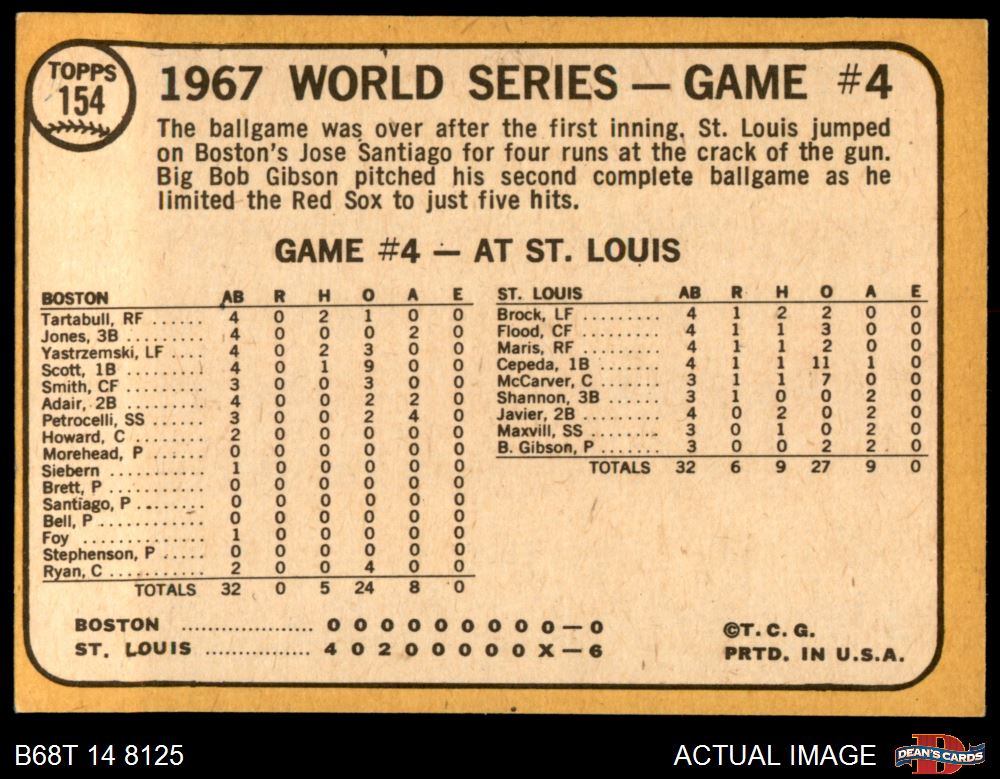 TOPPS
154
1967 WORLD SERIES — GAME #4
The ballgame was over after the first inning. St. Louis jumped
on Boston's Jose Santiago for four runs at the crack of the gun.
Big Bob Gibson pitched his second complete ballgame as he
limited the Red Sox to just five hits.
GAME #4 — AT ST. LOUIS
BOSTON AB R H O A E
Tartabull, RF ...... 4 0 2 1 0 0
Jones, 3B .......... 4 0 0 0 2 0
Yastrzemski, LF .... 4 0 2 3 0 0
Scott, 1B .......... 4 0 1 9 0 0
Smith, CF .......... 3 0 0 3 0 0
Adair, 2B .......... 4 0 0 2 2 0
Petrocelli, SS ..... 3 0 0 2 4 0
Howard, C .......... 2 0 0 0 0 0
Morehead, P ........ 0 0 0 0 0 0
Siebern ............ 1 0 0 0 0 0
Brett, P ........... 0 0 0 0 0 0
Santiago, P ........ 0 0 0 0 0 0
Bell, P ............ 0 0 0 0 0 0
Foy ................ 1 0 0 0 0 0
Stephenson, P ...... 0 0 0 0 0 0
Ryan, C ............ 2 0 0 4 0 0
TOTALS 32 0 5 24 8 0
ST. LOUIS AB R H O A E
Brock, LF .......... 4 1 2 2 0 0
Flood, CF .......... 4 1 1 3 0 0
Maris, RF .......... 4 1 1 2 0 0
Cepeda, 1B ......... 4 1 1 11 1 0
McCarver, C ........ 3 1 1 7 0 0
Shannon, 3B ........ 3 1 0 0 2 0
Javier, 2B ......... 4 0 2 0 2 0
Maxvill, SS ........ 3 0 1 0 2 0
B. Gibson, P ....... 3 0 0 2 2 0
TOTALS 32 6 9 27 9 0
BOSTON .................... 0 0 0 0 0 0 0 0 0—0
ST. LOUIS ................ 4 0 2 0 0 0 0 0 X—6
©T. C. G.
PRTD. IN U.S.A.
B68T 14 8125
ACTUAL IMAGE
D
DEAN'S CARDS